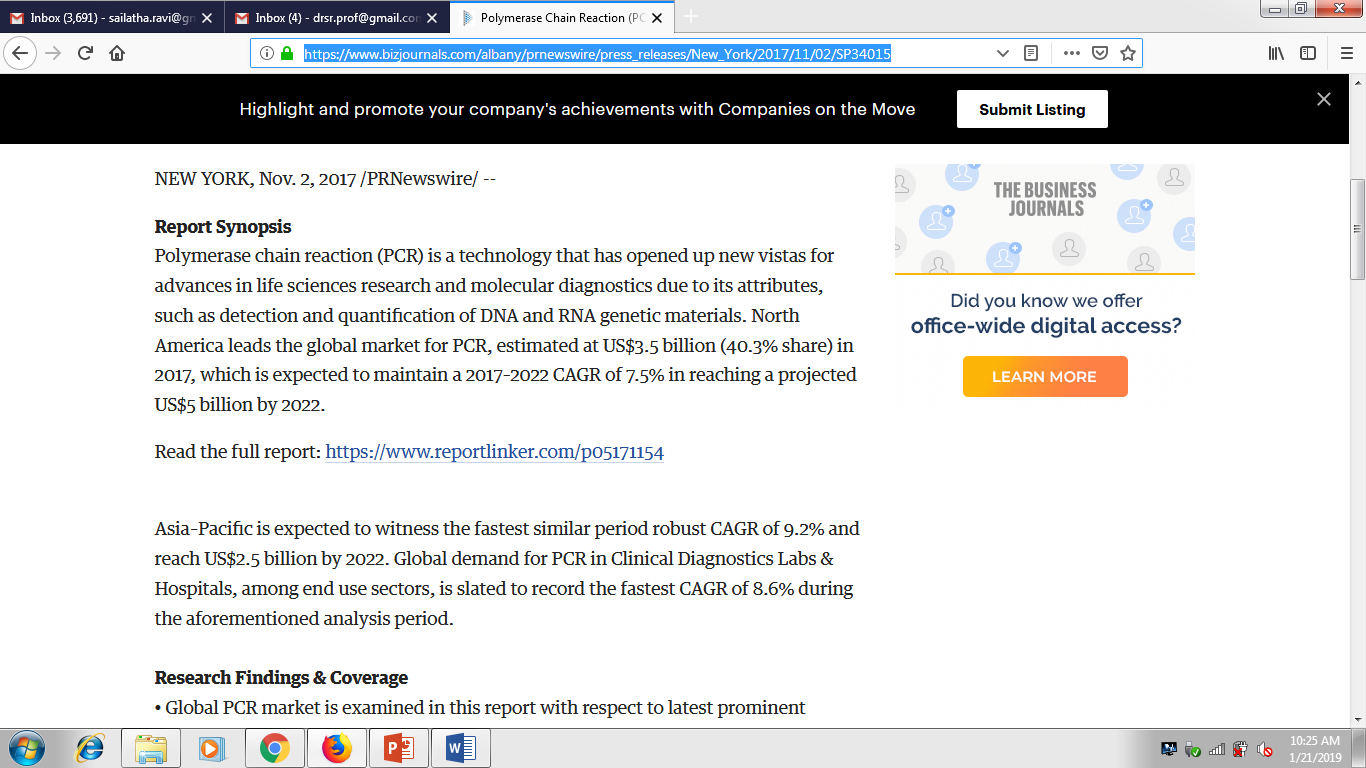 Inbox (3,691) - sailatha.ravi@gm
Inbox (4) - drsr.prof@gmail.com
Polymerase Chain Reaction (PC
https://www.bizjournals.com/albany/prnewswire/press_releases/New_York/2017/11/02/SP34015
Highlight and promote your company's achievements with Companies on the Move
Submit Listing
NEW YORK, Nov. 2, 2017 /PRNewswire/ --
Report Synopsis
Polymerase chain reaction (PCR) is a technology that has opened up new vistas for
advances in life sciences research and molecular diagnostics due to its attributes,
such as detection and quantification of DNA and RNA genetic materials. North
America leads the global market for PCR, estimated at US$3.5 billion (40.3% share) in
2017, which is expected to maintain a 2017-2022 CAGR of 7.5% in reaching a projected
US$5 billion by 2022.
Read the full report: https://www.reportlinker.com/p05171154
Asia-Pacific is expected to witness the fastest similar period robust CAGR of 9.2% and
reach US$2.5 billion by 2022. Global demand for PCR in Clinical Diagnostics Labs &
Hospitals, among end use sectors, is slated to record the fastest CAGR of 8.6% during
the aforementioned analysis period.
Research Findings & Coverage
• Global PCR market is examined in this report with respect to latest prominent
THE BUSINESS
JOURNALS
Did you know we offer
office-wide digital access?
LEARN MORE
10:25 AM
1/21/2019